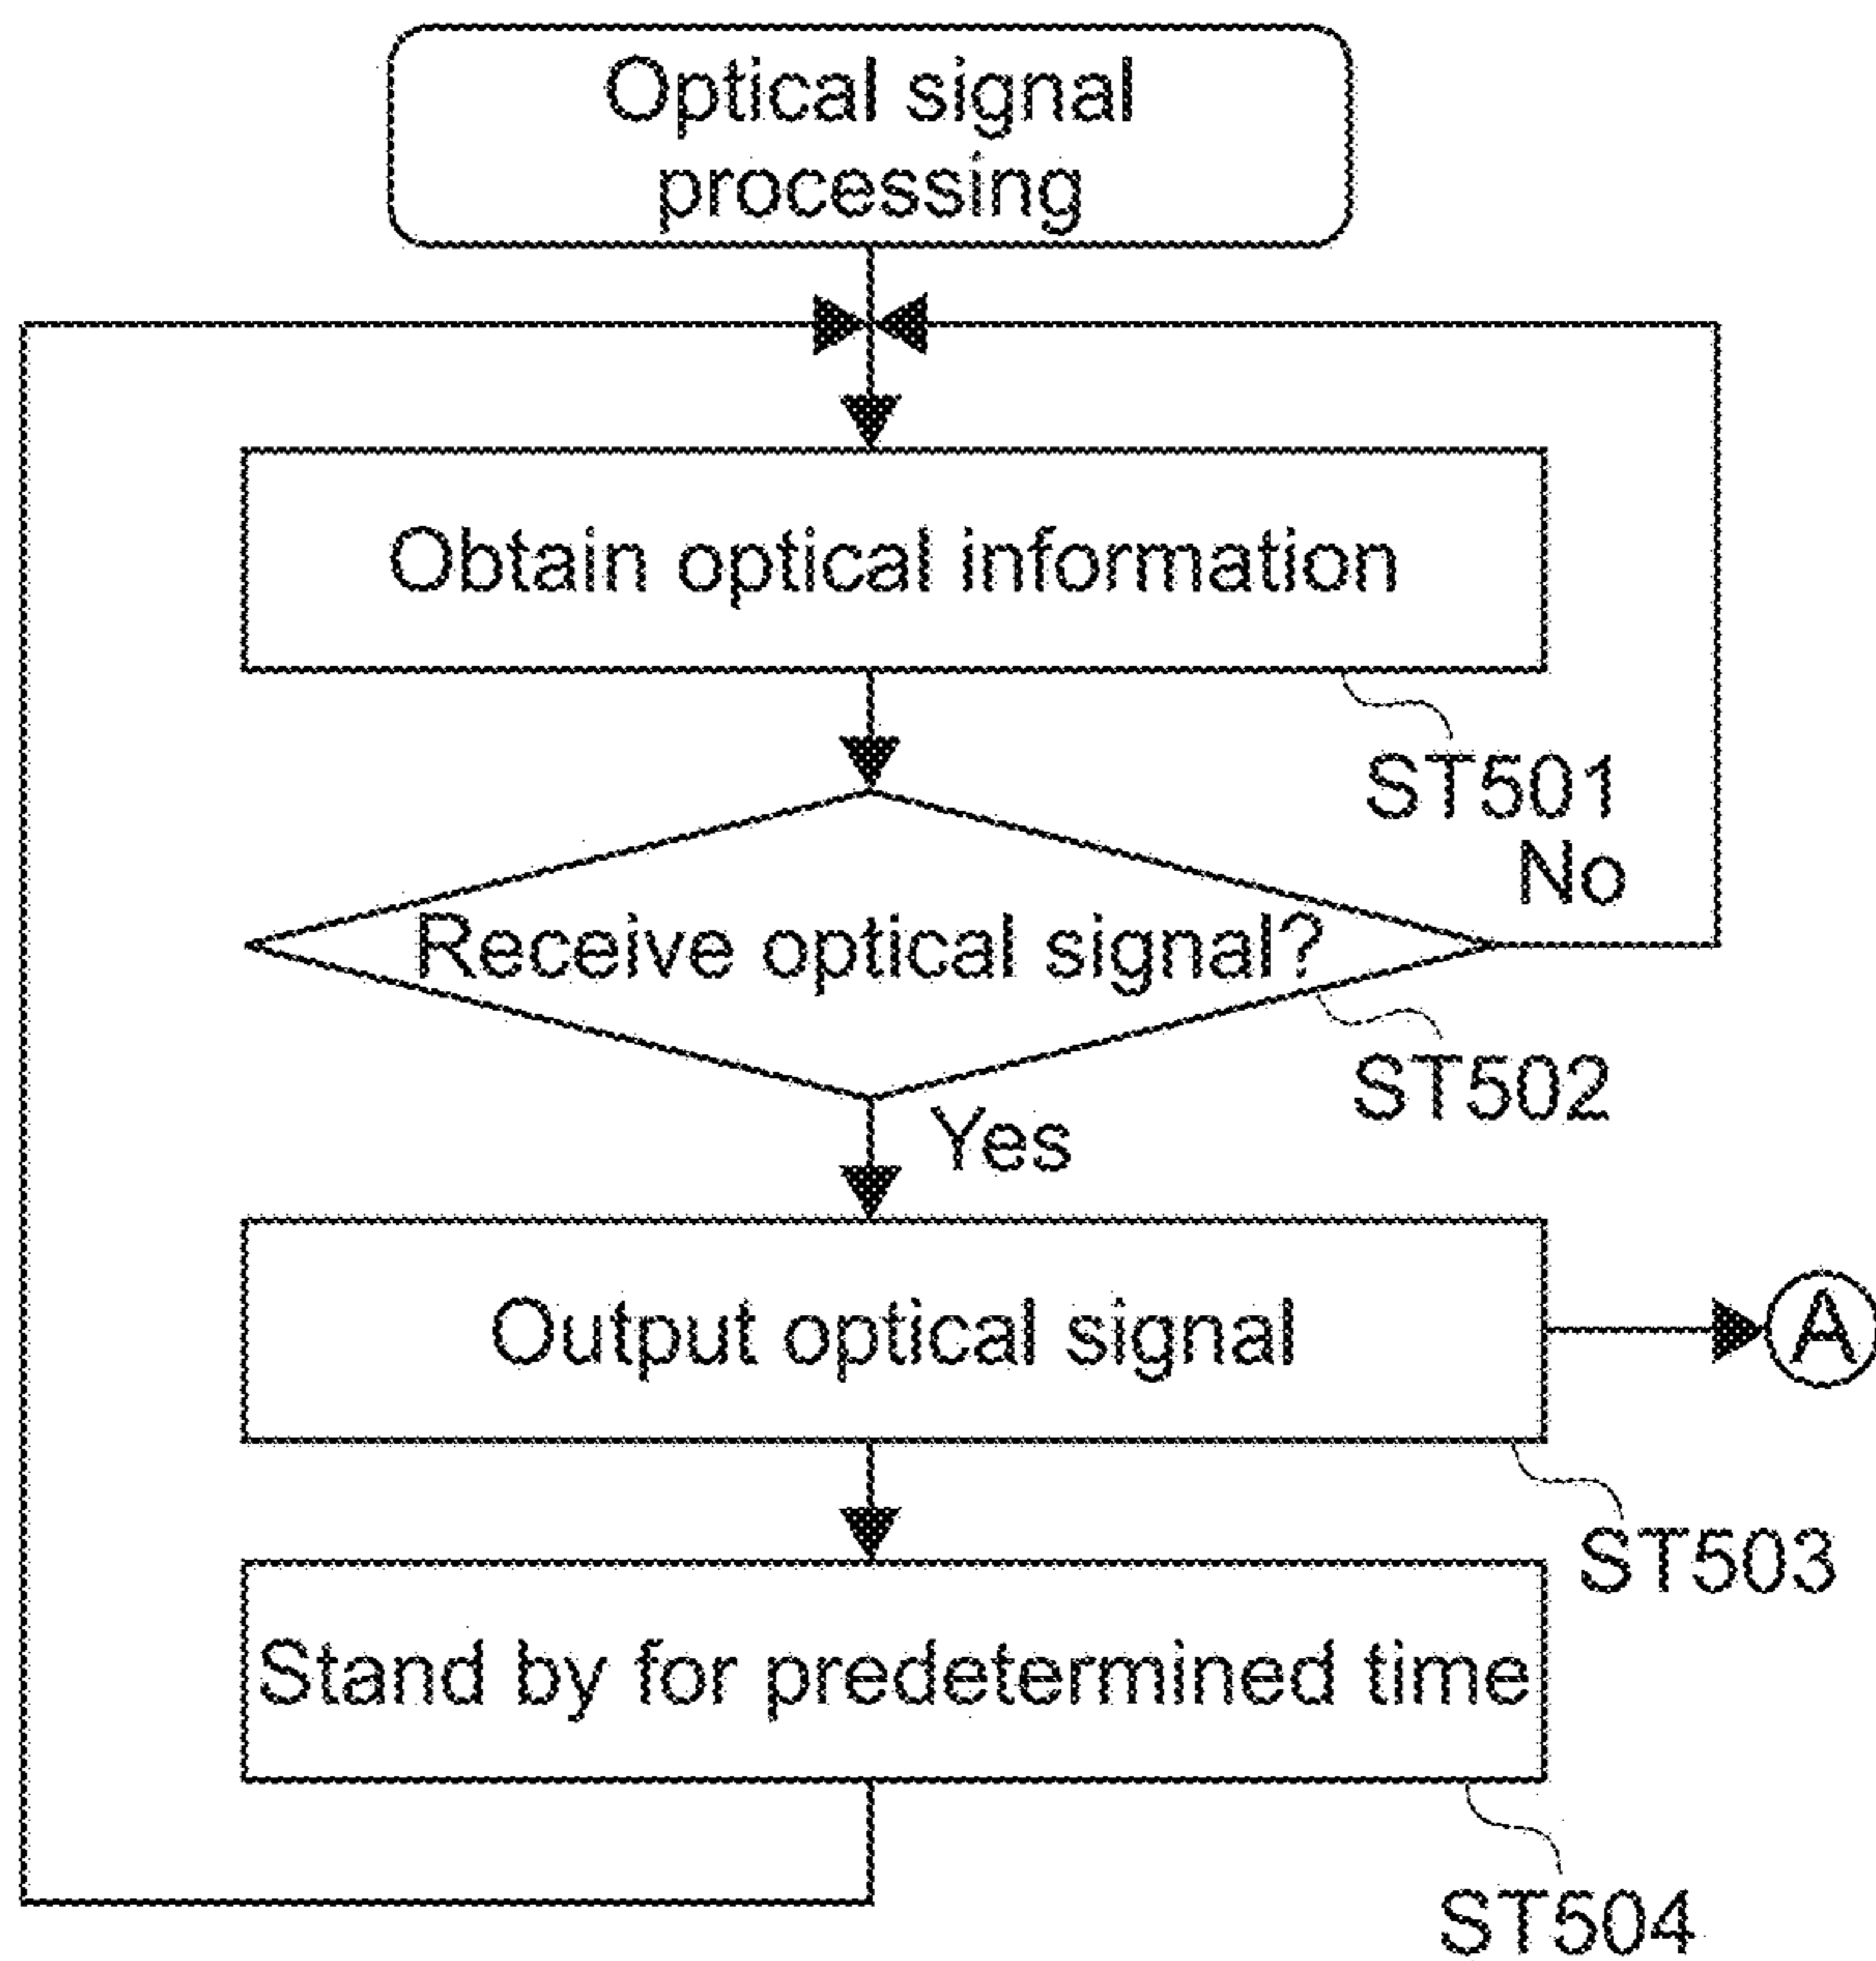 Optical signal
processing
Obtain optical information
ST501
No
Receive optical signal?
ST502
Yes
Output optical signal
A
ST503
Stand by for predetermined time
ST504